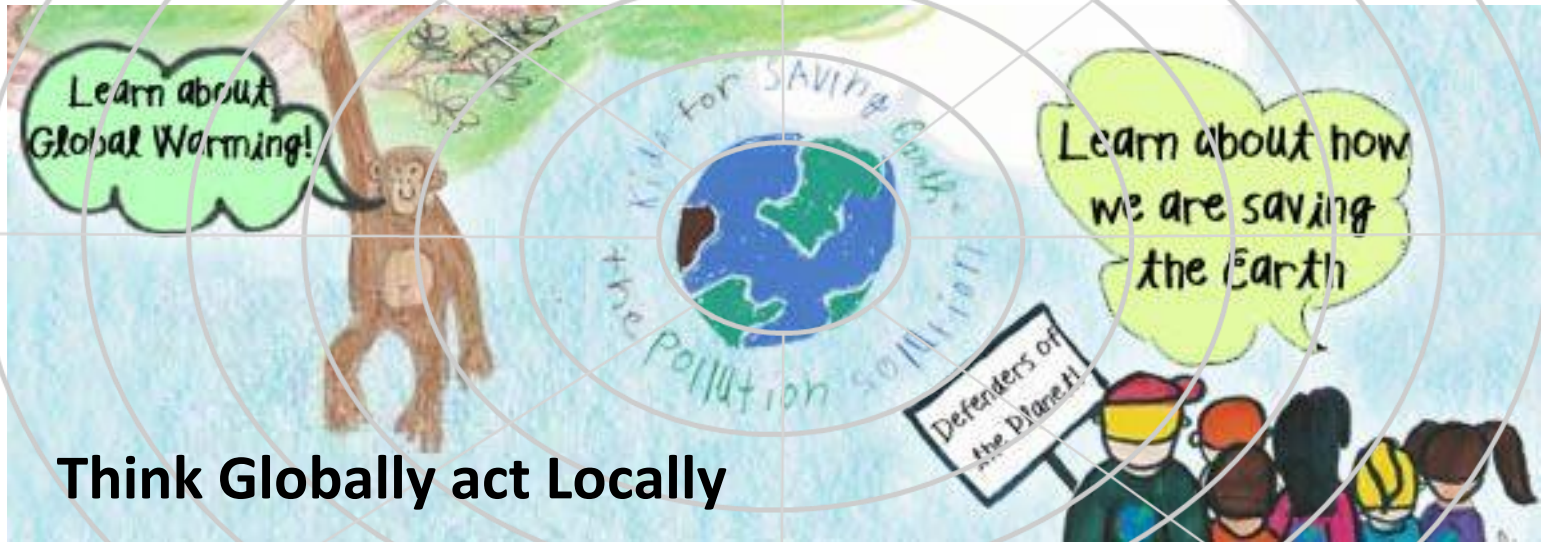 Learn about
Global Warming!
Kids for SAVing Earth
the Pollution solution
Learn about how
we are saving
the Earth
Defenders of
the Planet!
Think Globally act Locally